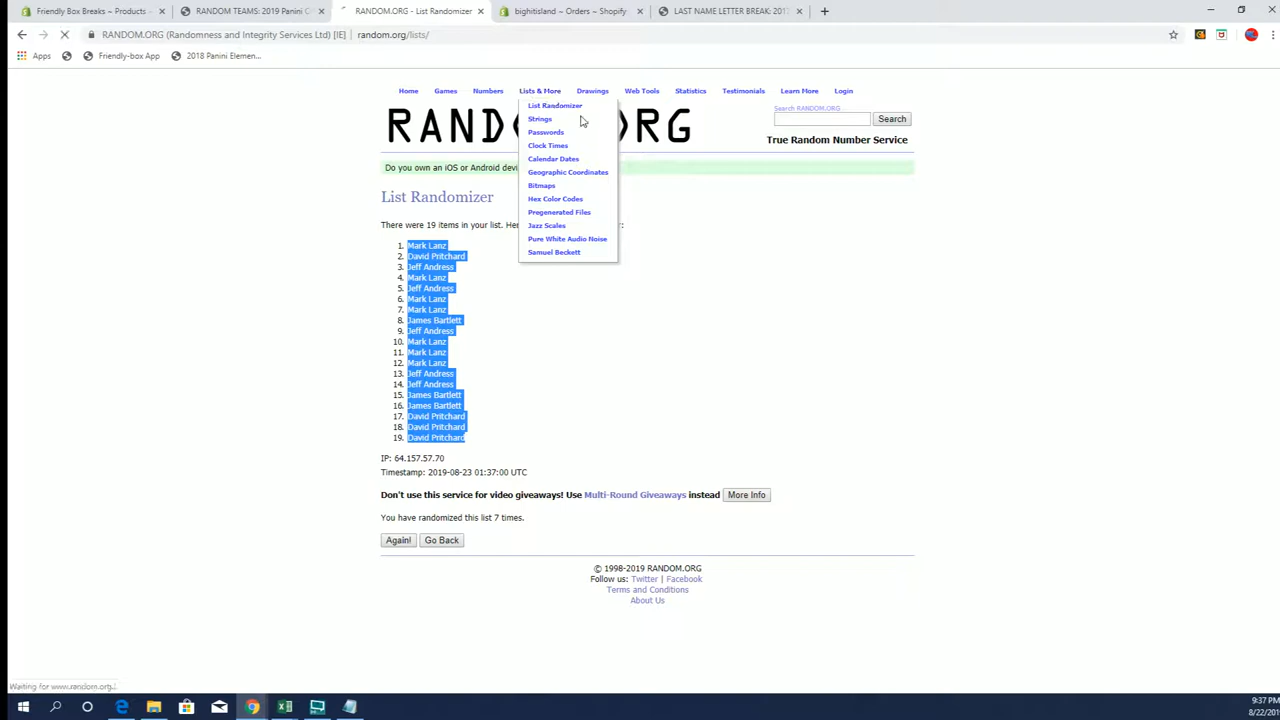 Friendly Box Breaks ~ Products
RANDOM TEAMS: 2019 Panini C
RANDOM.ORG - List Randomizer
bighitisland ~ Orders ~ Shopify
LAST NAME LETTER BREAK: 201
RANDOM.ORG (Randomness and Integrity Services Ltd) [IE] | random.org/lists/
Apps
Friendly-box App
2018 Panini Elemen...
Home Games Numbers Lists & More Drawings Web Tools Statistics Testimonials Learn More Login
List Randomizer
Strings
Passwords
Clock Times
Calendar Dates
Geographic Coordinates
Bitmaps
Hex Color Codes
Pregenerated Files
Jazz Scales
Pure White Audio Noise
Samuel Beckett
Search RANDOM.ORG...
Search
True Random Number Service
Do you own an iOS or Android devi
List Randomizer
There were 19 items in your list. Her
1. Mark Lanz
2. David Pritchard
3. Jeff Andress
4. Mark Lanz
5. Jeff Andress
6. Mark Lanz
7. Mark Lanz
8. James Bartlett
9. Jeff Andress
10. Mark Lanz
11. Mark Lanz
12. Mark Lanz
13. Jeff Andress
14. Jeff Andress
15. James Bartlett
16. James Bartlett
17. David Pritchard
18. David Pritchard
19. David Pritchard
IP: 64.157.57.70
Timestamp: 2019-08-23 01:37:00 UTC
Don't use this service for video giveaways! Use Multi-Round Giveaways instead More Info
You have randomized this list 7 times.
Again! Go Back
© 1998-2019 RANDOM.ORG
Follow us: Twitter | Facebook
Terms and Conditions
About Us
Waiting for www.random.org...
9:37 PM
8/22/201